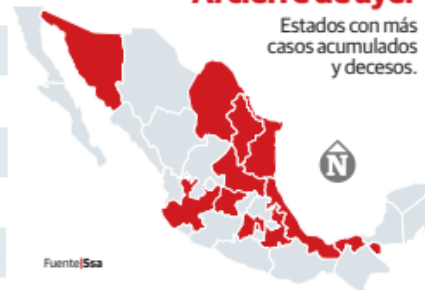 Estados con más
casos acumulados
y decesos.
N
Fuente|Ssa